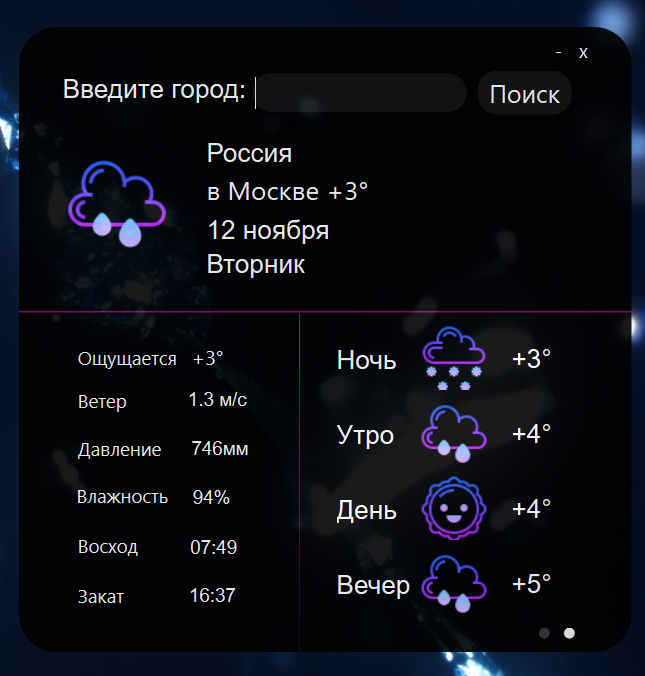 - x
Введите город: Поиск
Россия
в Москве +3°
12 ноября
Вторник
Ощущается +3°
Ветер 1.3 м/с
Давление 746мм
Влажность 94%
Восход 07:49
Закат 16:37
Ночь +3°
Утро +4°
День +4°
Вечер +5°